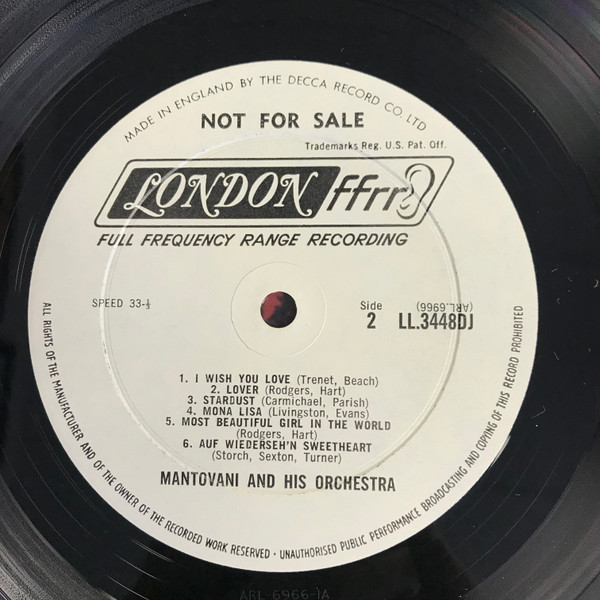 MADE IN ENGLAND BY THE DECCA RECORD CO. LTD
NOT FOR SALE
Trademarks Reg. U.S. Pat. Off.
LONDON ffrr
FULL FREQUENCY RANGE RECORDING
SPEED 33-⅓
Side
2 LL.3448DJ
(ARL.6966)
1. I WISH YOU LOVE (Trenet, Beach)
2. LOVER (Rodgers, Hart)
3. STARDUST (Carmichael, Parish)
4. MONA LISA (Livingston, Evans)
5. MOST BEAUTIFUL GIRL IN THE WORLD
(Rodgers, Hart)
6. AUF WIEDERSEH'N SWEETHEART
(Storch, Sexton, Turner)
MANTOVANI AND HIS ORCHESTRA
ALL RIGHTS OF THE MANUFACTURER AND OF THE OWNER OF THE RECORDED WORK RESERVED · UNAUTHORISED PUBLIC PERFORMANCE BROADCASTING AND COPYING OF THIS RECORD PROHIBITED
ARL-6966-1A